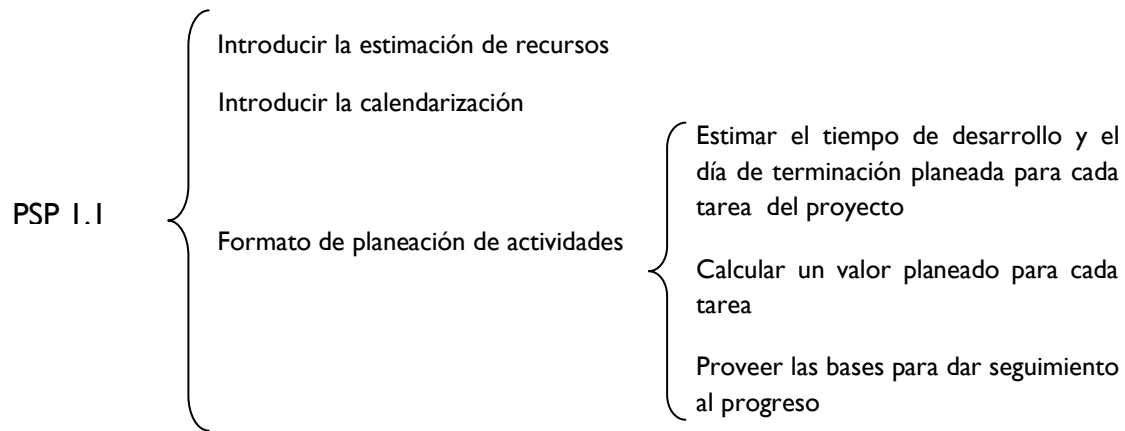 Introducir la estimación de recursos
Introducir la calendarización
PSP 1.1
Formato de planeación de actividades
Estimar el tiempo de desarrollo y el
día de terminación planeada para cada
tarea del proyecto
Calcular un valor planeado para cada
tarea
Proveer las bases para dar seguimiento
al progreso